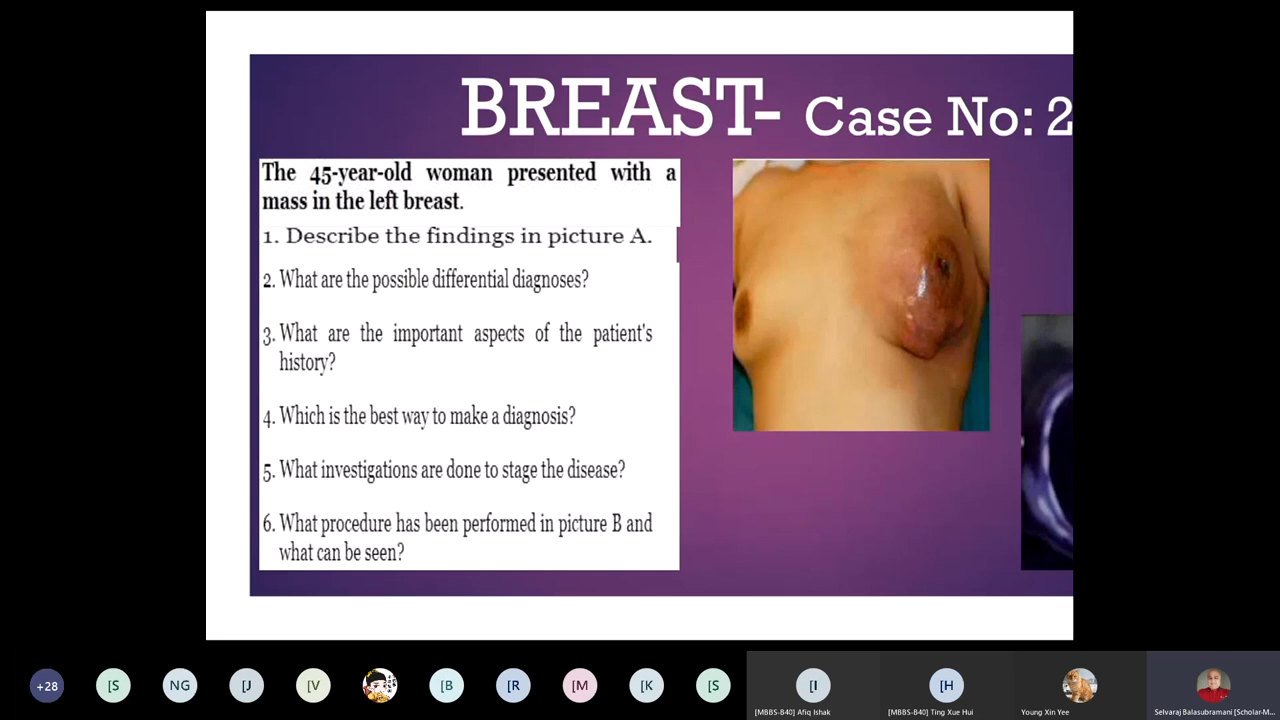 BREAST- Case No: 2
The 45-year-old woman presented with a
mass in the left breast.
1. Describe the findings in picture A.
2. What are the possible differential diagnoses?
3. What are the important aspects of the patient's
history?
4. Which is the best way to make a diagnosis?
5. What investigations are done to stage the disease?
6. What procedure has been performed in picture B and
what can be seen?
+28
[S
NG
[J
[V
[B
[R
[M
[K
[S
[I
[H
[MBBS-B40] Afiq Ishak
[MBBS-B40] Ting Xue Hui
Young Xin Yee
Selvaraj Balasubramani [Scholar-M...